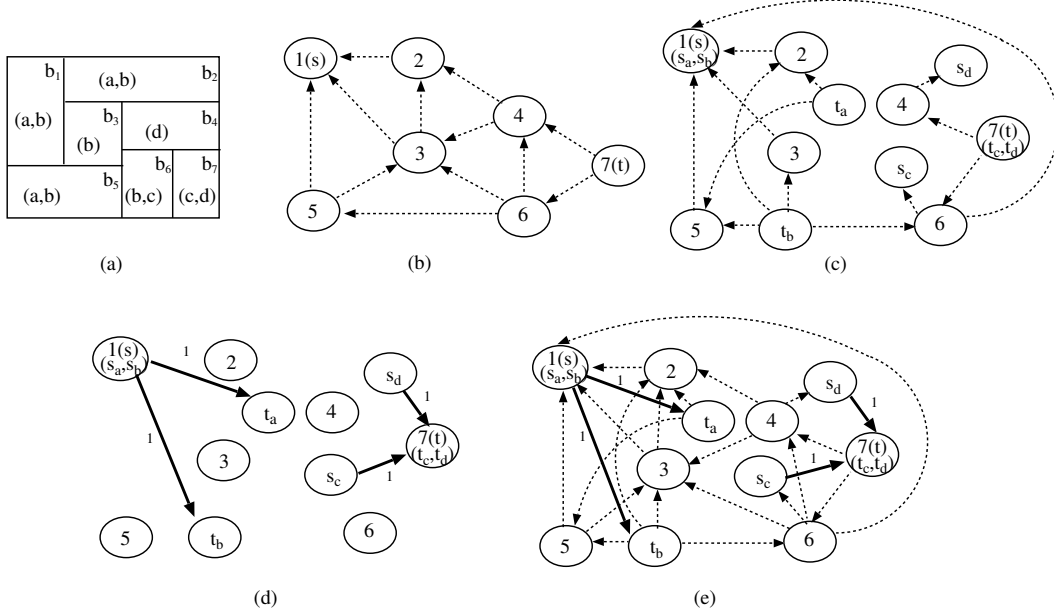 b1 (a,b) b2
(a,b) b3 (d) b4
(b)
b5 b6 b7
(a,b) (b,c) (c,d)
(a)
1(s) 2
4
3 7(t)
5 6
(b)
1(s)
(sa,sb) 2 sd
ta 4
7(t)
(tc,td)
3 sc
5 tb 6
(c)
1(s)
(sa,sb) 1 2 sd 1
ta 4
1 7(t)
(tc,td)
3 sc 1
5 tb 6
(d)
1(s)
(sa,sb) 1 2 sd 1
ta 4
1 7(t)
(tc,td)
3 sc 1
5 tb 6
(e)